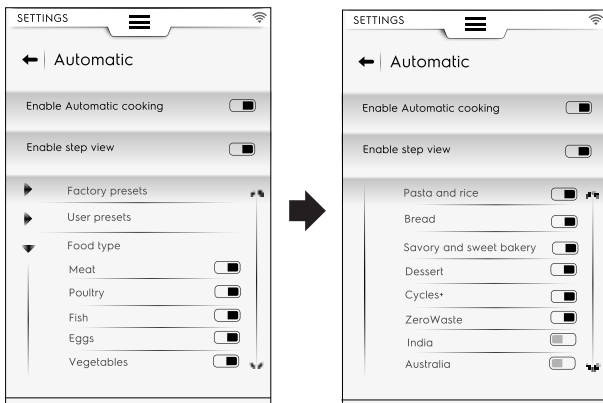 SETTINGS
Automatic
Enable Automatic cooking
Enable step view
Factory presets
User presets
Food type
Meat
Poultry
Fish
Eggs
Vegetables
SETTINGS
Automatic
Enable Automatic cooking
Enable step view
Pasta and rice
Bread
Savory and sweet bakery
Dessert
Cycles+
ZeroWaste
India
Australia